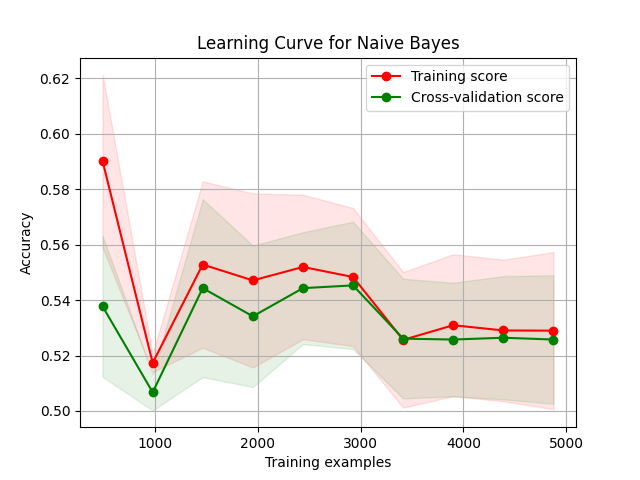 Learning Curve for Naive Bayes
Training score
Cross-validation score
0.62
0.60
0.58
0.56
0.54
0.52
0.50
Accuracy
1000 2000 3000 4000 5000
Training examples